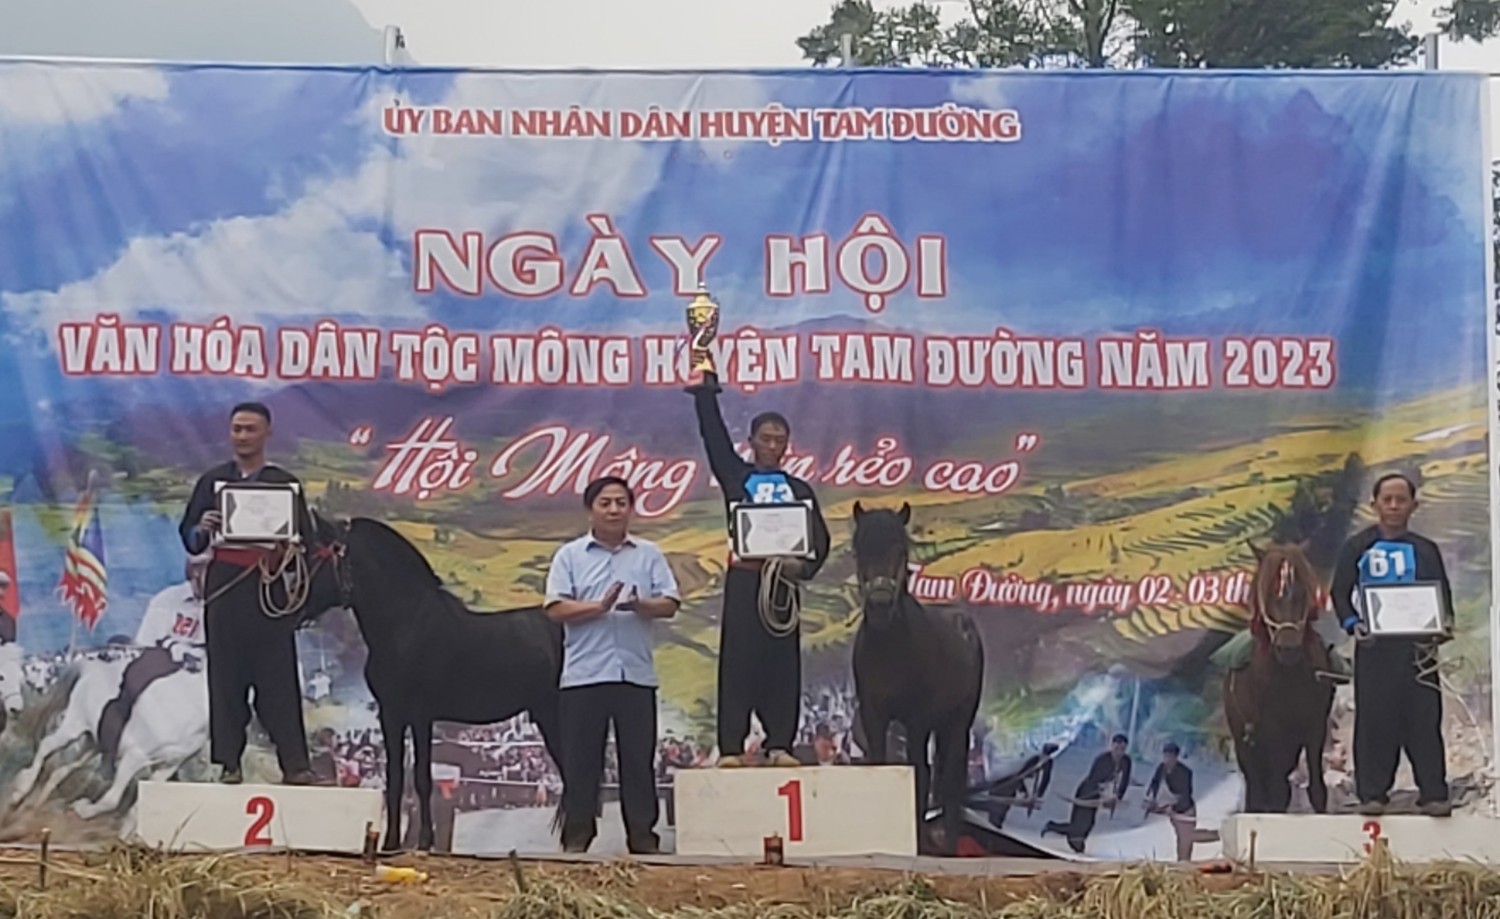 ỦY BAN NHÂN DÂN HUYỆN TAM ĐƯỜNG
NGÀY HỘI
VĂN HÓA DÂN TỘC MÔNG HUYỆN TAM ĐƯỜNG NĂM 2023
"Hội Mông rẻo cao"
Tam Đường, ngày 02 - 03
83
61
2
1
3